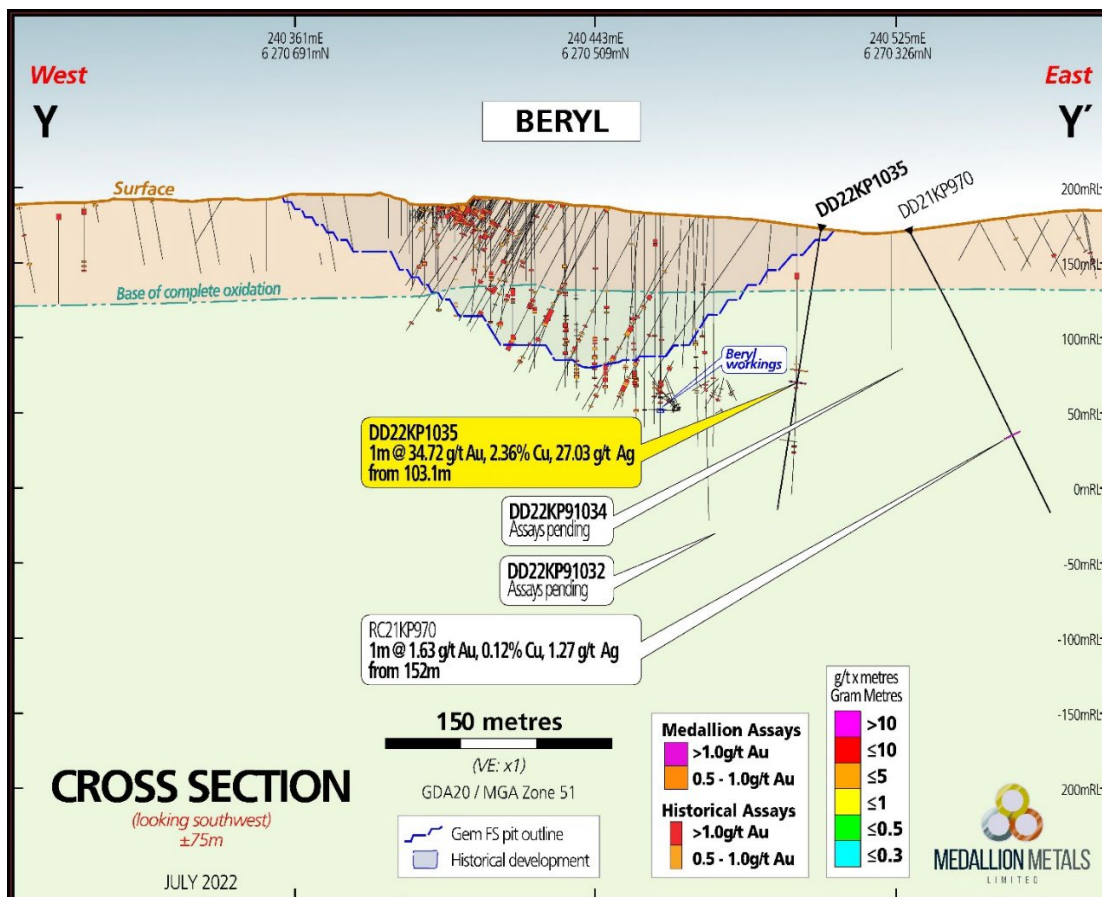 240 361mE
6 270 691mN
240 443mE
6 270 509mN
240 525mE
6 270 326mN
West
East
Y
BERYL
Y´
DD22KP1035
DD21KP970
Surface
200mRL
150mRL
Base of complete oxidation
100mRL
Beryl
workings
50mRL
DD22KP1035
1m @ 34.72 g/t Au, 2.36% Cu, 27.03 g/t Ag
from 103.1m
0mRL
DD22KP91034
Assays pending
-50mRL
DD22KP91032
Assays pending
RC21KP970
1m @ 1.63 g/t Au, 0.12% Cu, 1.27 g/t Ag
from 152m
-100mRL
-150mRL
200mRL
150 metres
(VE: x1)
GDA20 / MGA Zone 51
Gem FS pit outline
Historical development
Medallion Assays
>1.0g/t Au
0.5 - 1.0g/t Au
Historical Assays
>1.0g/t Au
0.5 - 1.0g/t Au
g/t x metres
Gram Metres
>10
≤10
≤5
≤1
≤0.5
≤0.3
CROSS SECTION
(looking southwest)
±75m
JULY 2022
MEDALLION METALS
LIMITED